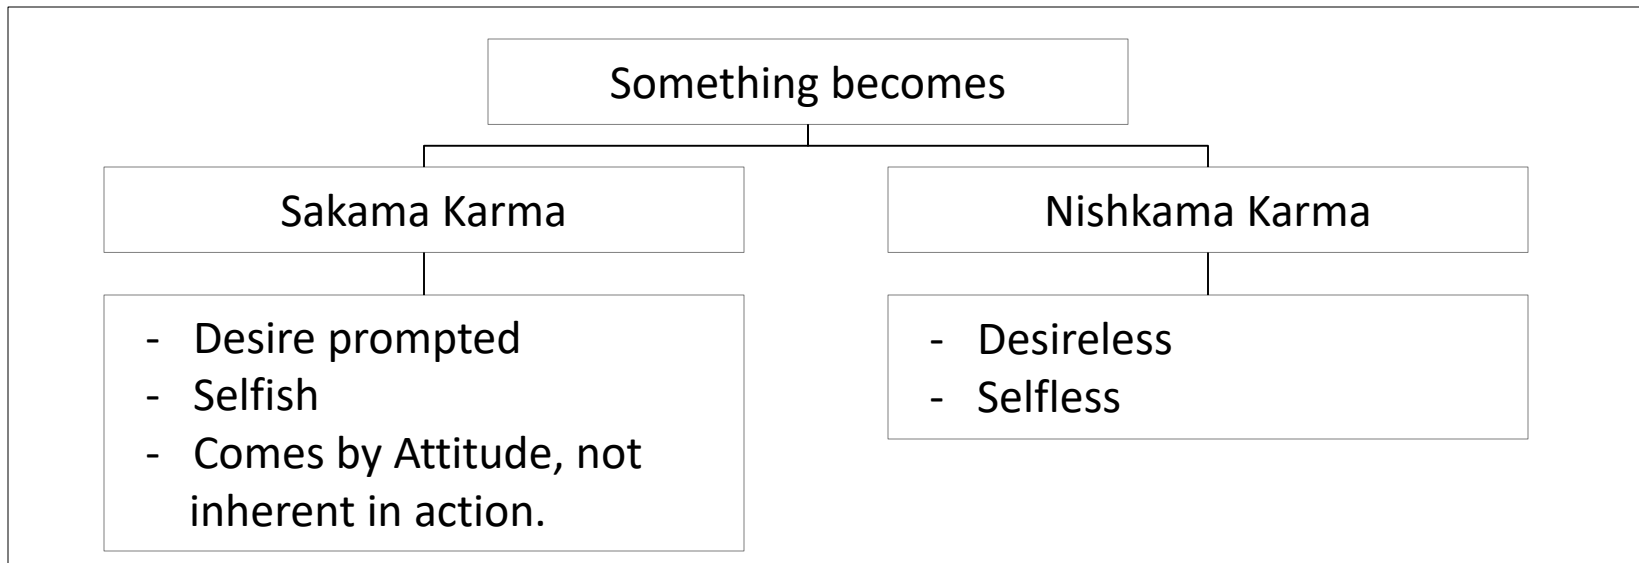 Something becomes
Sakama Karma
Nishkama Karma
- Desire prompted
- Selfish
- Comes by Attitude, not
inherent in action.
- Desireless
- Selfless